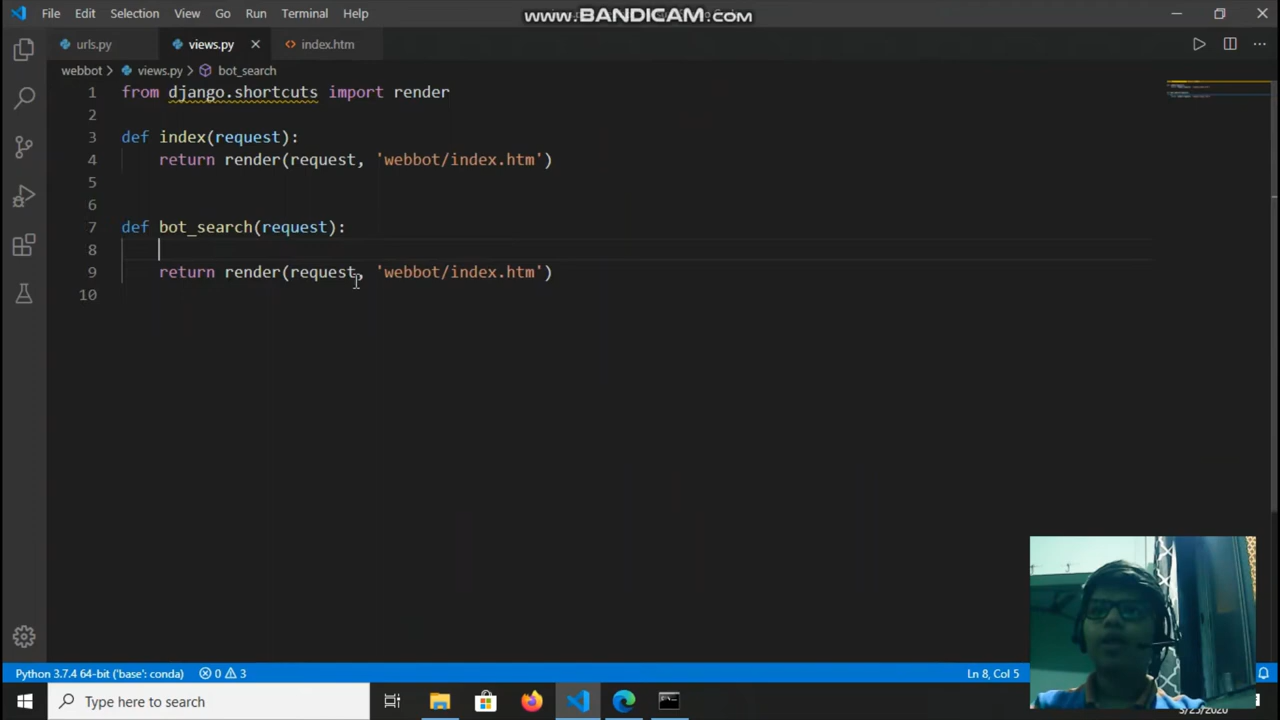 File Edit Selection View Go Run Terminal Help
www.BANDICAM.com
urls.py views.py index.htm
webbot > views.py > bot_search
1 from django.shortcuts import render
2
3 def index(request):
4 return render(request, 'webbot/index.htm')
5
6
7 def bot_search(request):
8
9 return render(request, 'webbot/index.htm')
10
Python 3.7.4 64-bit ('base': conda) 0 3 Ln 8, Col 5
Type here to search